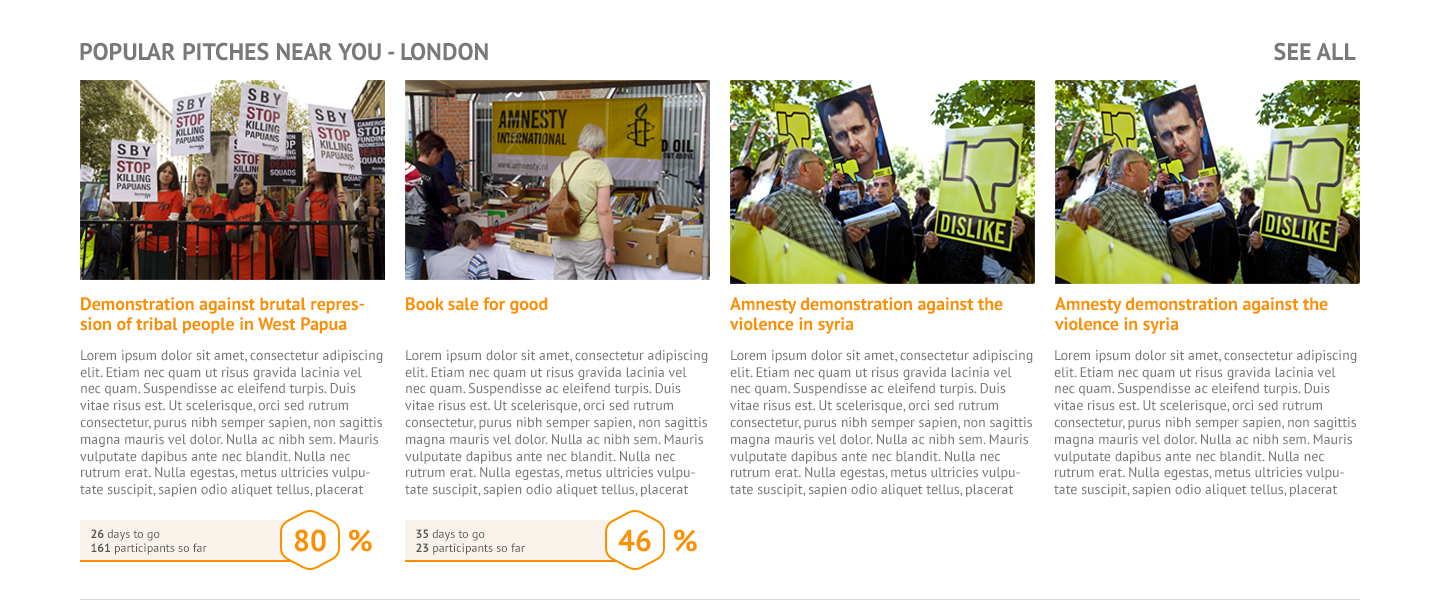 POPULAR PITCHES NEAR YOU - LONDON
SEE ALL
SBY
STOP
KILLING
PAPUANS
SBY
STOP
KILLING
PAPUANS
SBY
STOP
KILLING
PAPUANS
SBY
STOP
KILLING
PAPUANS
DEATH
SQUADS
CAMERON
STOP
FUNDING
INDONESIAN
DEATH
SQUADS
AMNESTY
INTERNATIONAL
www.amnesty.nl
OIL
DISLIKE
DISLIKE
Demonstration against brutal repres-
sion of tribal people in West Papua
Lorem ipsum dolor sit amet, consectetur adipiscing
elit. Etiam nec quam ut risus gravida lacinia vel
nec quam. Suspendisse ac eleifend turpis. Duis
vitae risus est. Ut scelerisque, orci sed rutrum
consectetur, purus nibh semper sapien, non sagittis
magna mauris vel dolor. Nulla ac nibh sem. Mauris
vulputate dapibus ante nec blandit. Nulla nec
rutrum erat. Nulla egestas, metus ultricies vulpu-
tate suscipit, sapien odio aliquet tellus, placerat
26 days to go
161 participants so far
80 %
Book sale for good
Lorem ipsum dolor sit amet, consectetur adipiscing
elit. Etiam nec quam ut risus gravida lacinia vel
nec quam. Suspendisse ac eleifend turpis. Duis
vitae risus est. Ut scelerisque, orci sed rutrum
consectetur, purus nibh semper sapien, non sagittis
magna mauris vel dolor. Nulla ac nibh sem. Mauris
vulputate dapibus ante nec blandit. Nulla nec
rutrum erat. Nulla egestas, metus ultricies vulpu-
tate suscipit, sapien odio aliquet tellus, placerat
35 days to go
23 participants so far
46 %
Amnesty demonstration against the
violence in syria
Lorem ipsum dolor sit amet, consectetur adipiscing
elit. Etiam nec quam ut risus gravida lacinia vel
nec quam. Suspendisse ac eleifend turpis. Duis
vitae risus est. Ut scelerisque, orci sed rutrum
consectetur, purus nibh semper sapien, non sagittis
magna mauris vel dolor. Nulla ac nibh sem. Mauris
vulputate dapibus ante nec blandit. Nulla nec
rutrum erat. Nulla egestas, metus ultricies vulpu-
tate suscipit, sapien odio aliquet tellus, placerat
Amnesty demonstration against the
violence in syria
Lorem ipsum dolor sit amet, consectetur adipiscing
elit. Etiam nec quam ut risus gravida lacinia vel
nec quam. Suspendisse ac eleifend turpis. Duis
vitae risus est. Ut scelerisque, orci sed rutrum
consectetur, purus nibh semper sapien, non sagittis
magna mauris vel dolor. Nulla ac nibh sem. Mauris
vulputate dapibus ante nec blandit. Nulla nec
rutrum erat. Nulla egestas, metus ultricies vulpu-
tate suscipit, sapien odio aliquet tellus, placerat